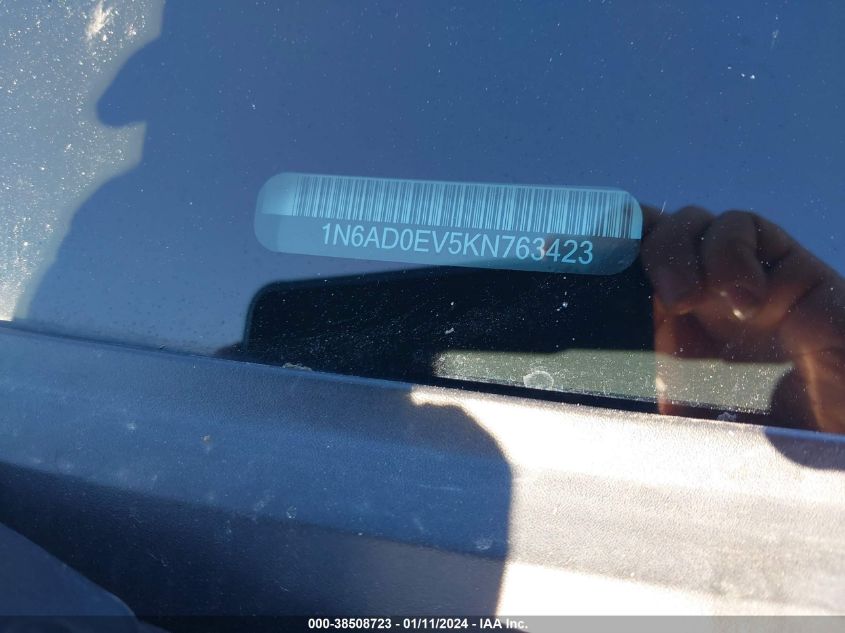 1N6AD0EV5KN763423
000-38508723 - 01/11/2024 - IAA Inc.